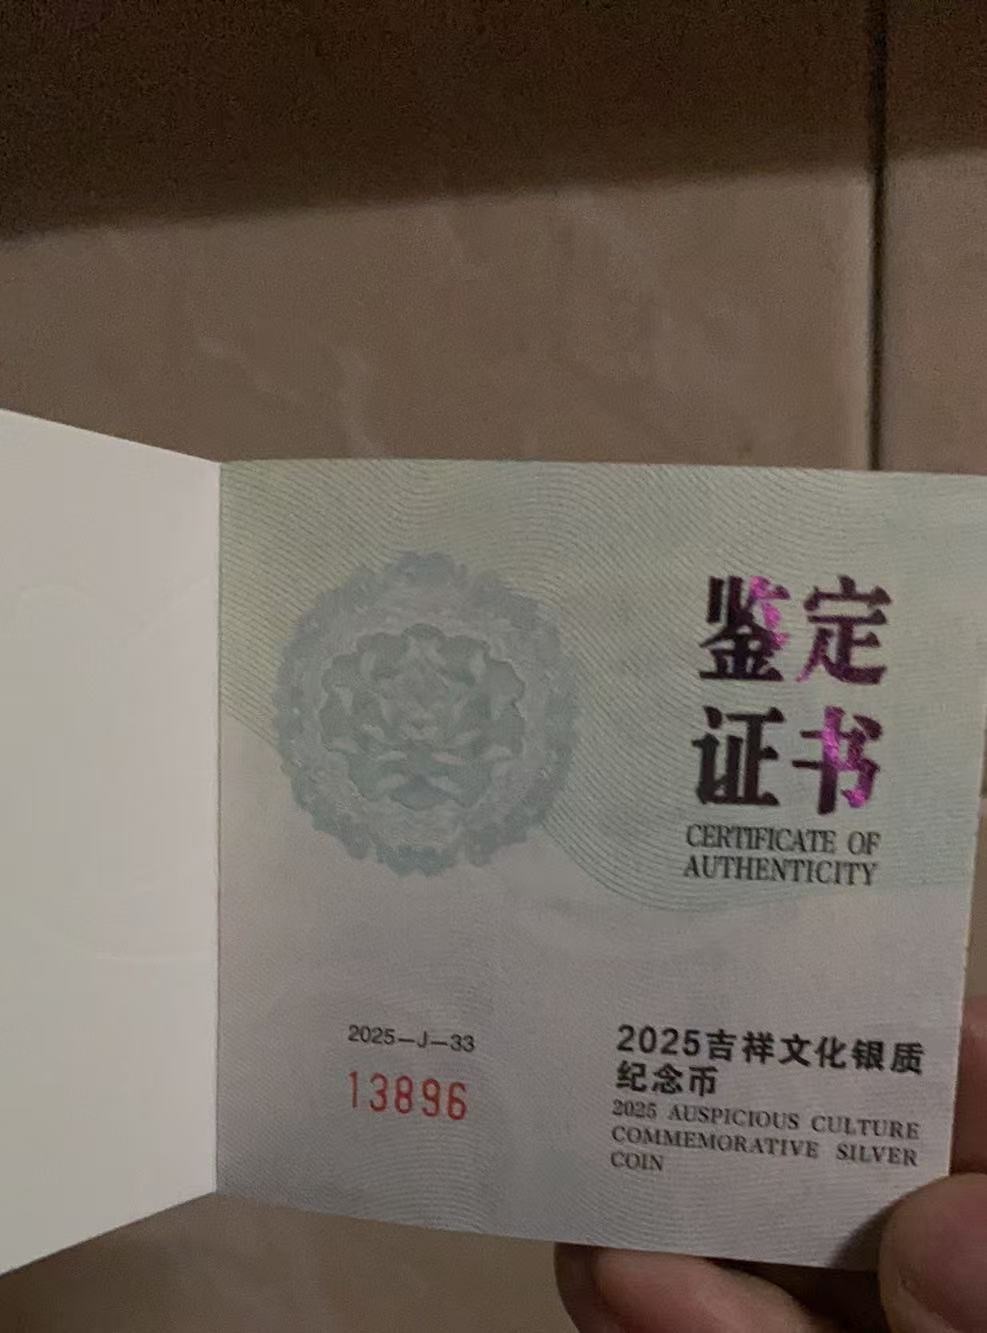 鉴定
证书
CERTIFICATE OF
AUTHENTICITY
2025—J—33
13896
2025吉祥文化银质
纪念币
2025 AUSPICIOUS CULTURE
COMMEMORATIVE SILVER
COIN